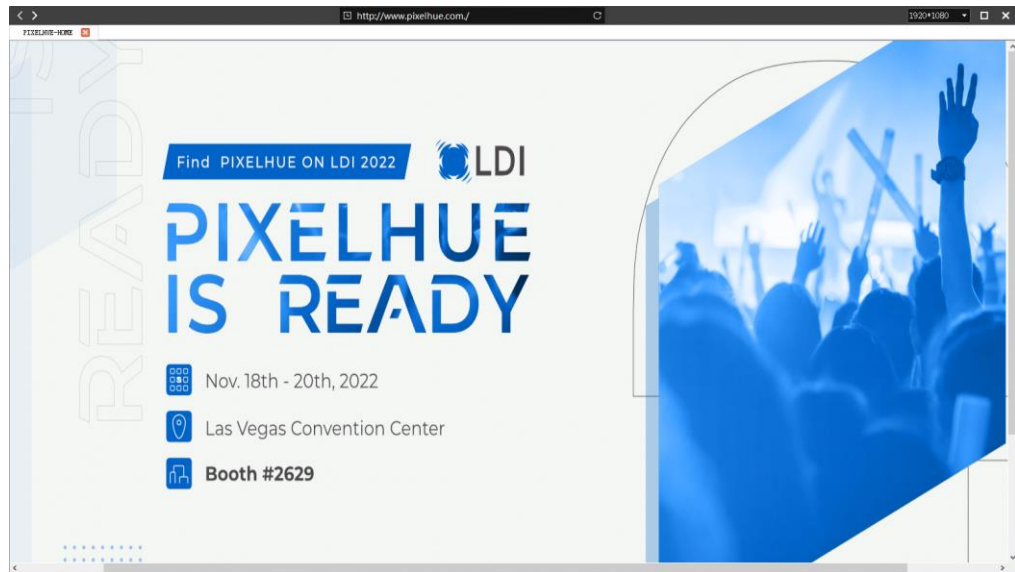 http://www.pixelhue.com,/
1920*1080
PIXELHUE-HOME
IS
READY
Find PIXELHUE ON LDI 2022
LDI
PIXELHUE
IS READY
Nov. 18th - 20th, 2022
Las Vegas Convention Center
Booth #2629